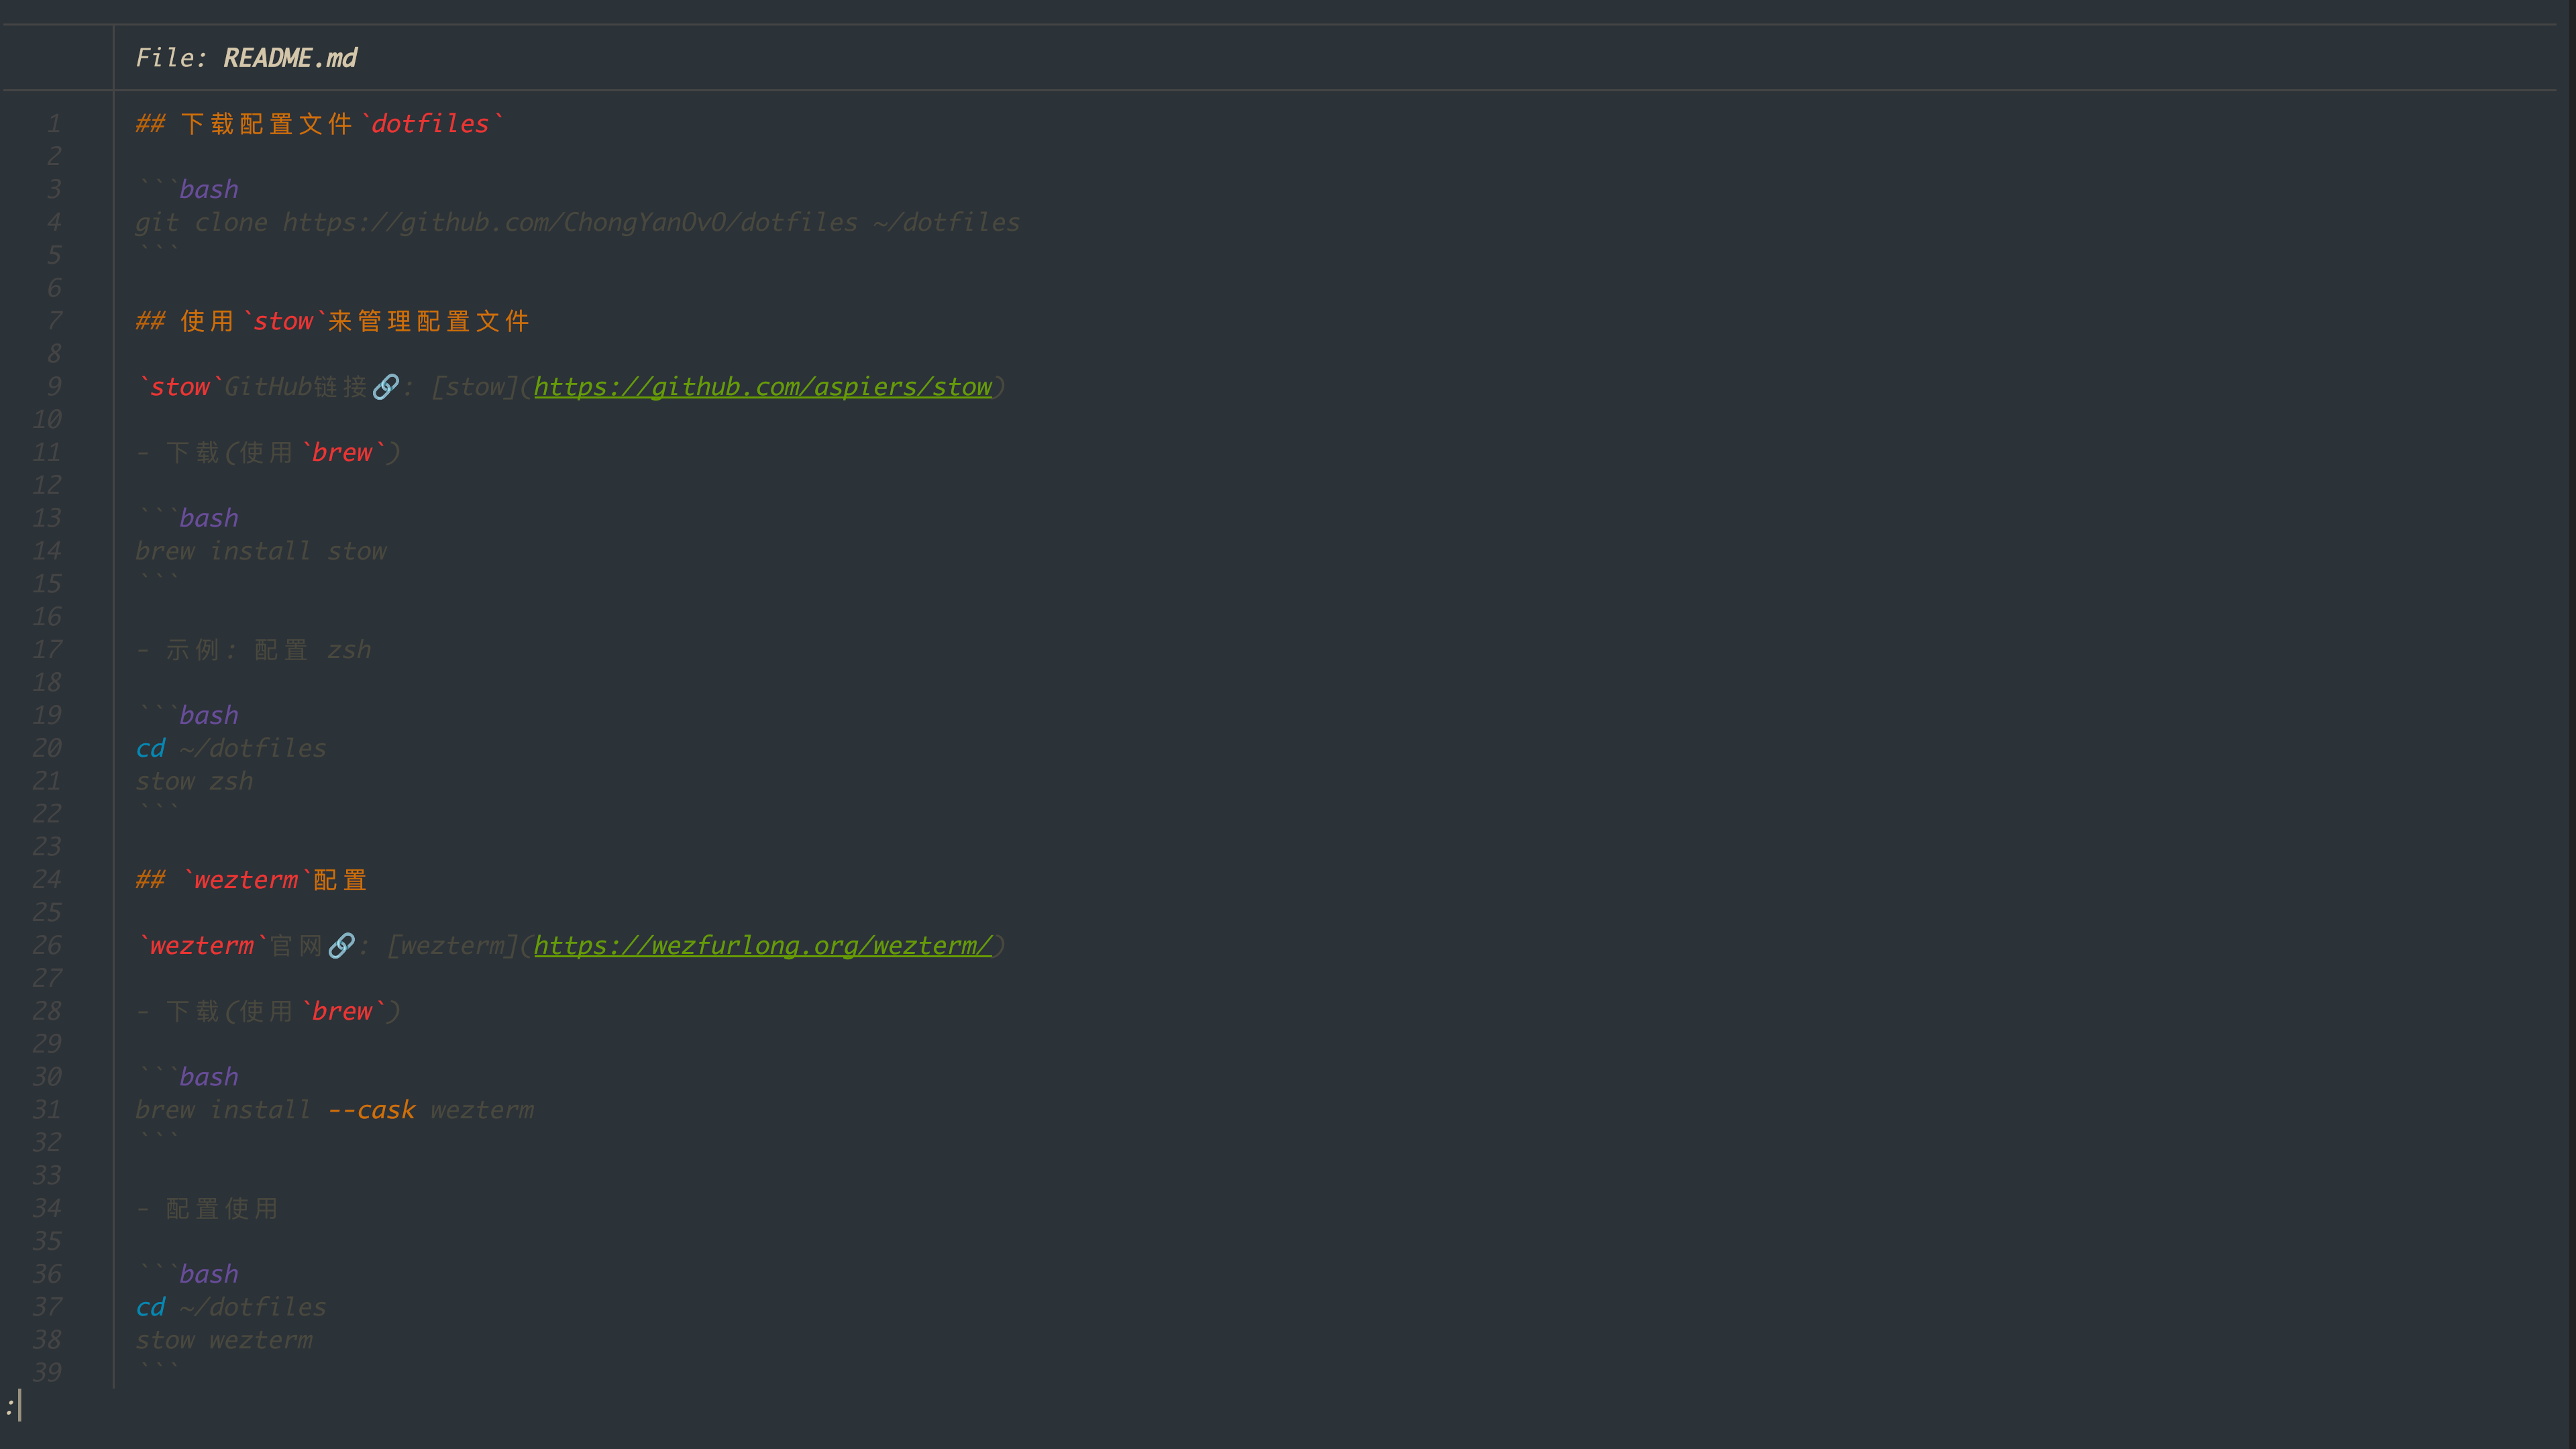 File: README.md
1 ## 下载配置文件`dotfiles`
2
3 ```bash
4 git clone https://github.com/ChongYanOvO/dotfiles ~/dotfiles
5 ```
6
7 ## 使用`stow`来管理配置文件
8
9 `stow`GitHub链接🔗: [stow](https://github.com/aspiers/stow)
10
11 - 下载(使用`brew`)
12
13 ```bash
14 brew install stow
15 ```
16
17 - 示例: 配置 zsh
18
19 ```bash
20 cd ~/dotfiles
21 stow zsh
22 ```
23
24 ## `wezterm`配置
25
26 `wezterm`官网🔗: [wezterm](https://wezfurlong.org/wezterm/)
27
28 - 下载(使用`brew`)
29
30 ```bash
31 brew install --cask wezterm
32 ```
33
34 - 配置使用
35
36 ```bash
37 cd ~/dotfiles
38 stow wezterm
39 ```
: